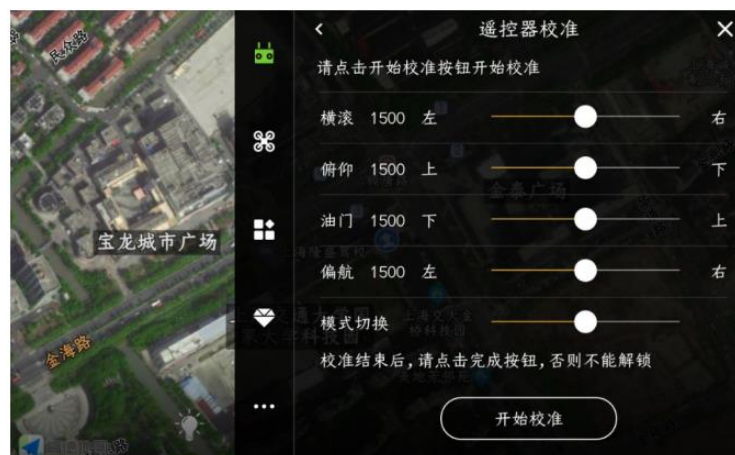 遥控器校准
请点击开始校准按钮开始校准
横滚 1500 左 右
俯仰 1500 上 下
油门 1500 下 上
偏航 1500 左 右
模式切换
校准结束后,请点击完成按钮,否则不能解锁
开始校准
民众路
宝龙城市广场
金海路
金泰广场